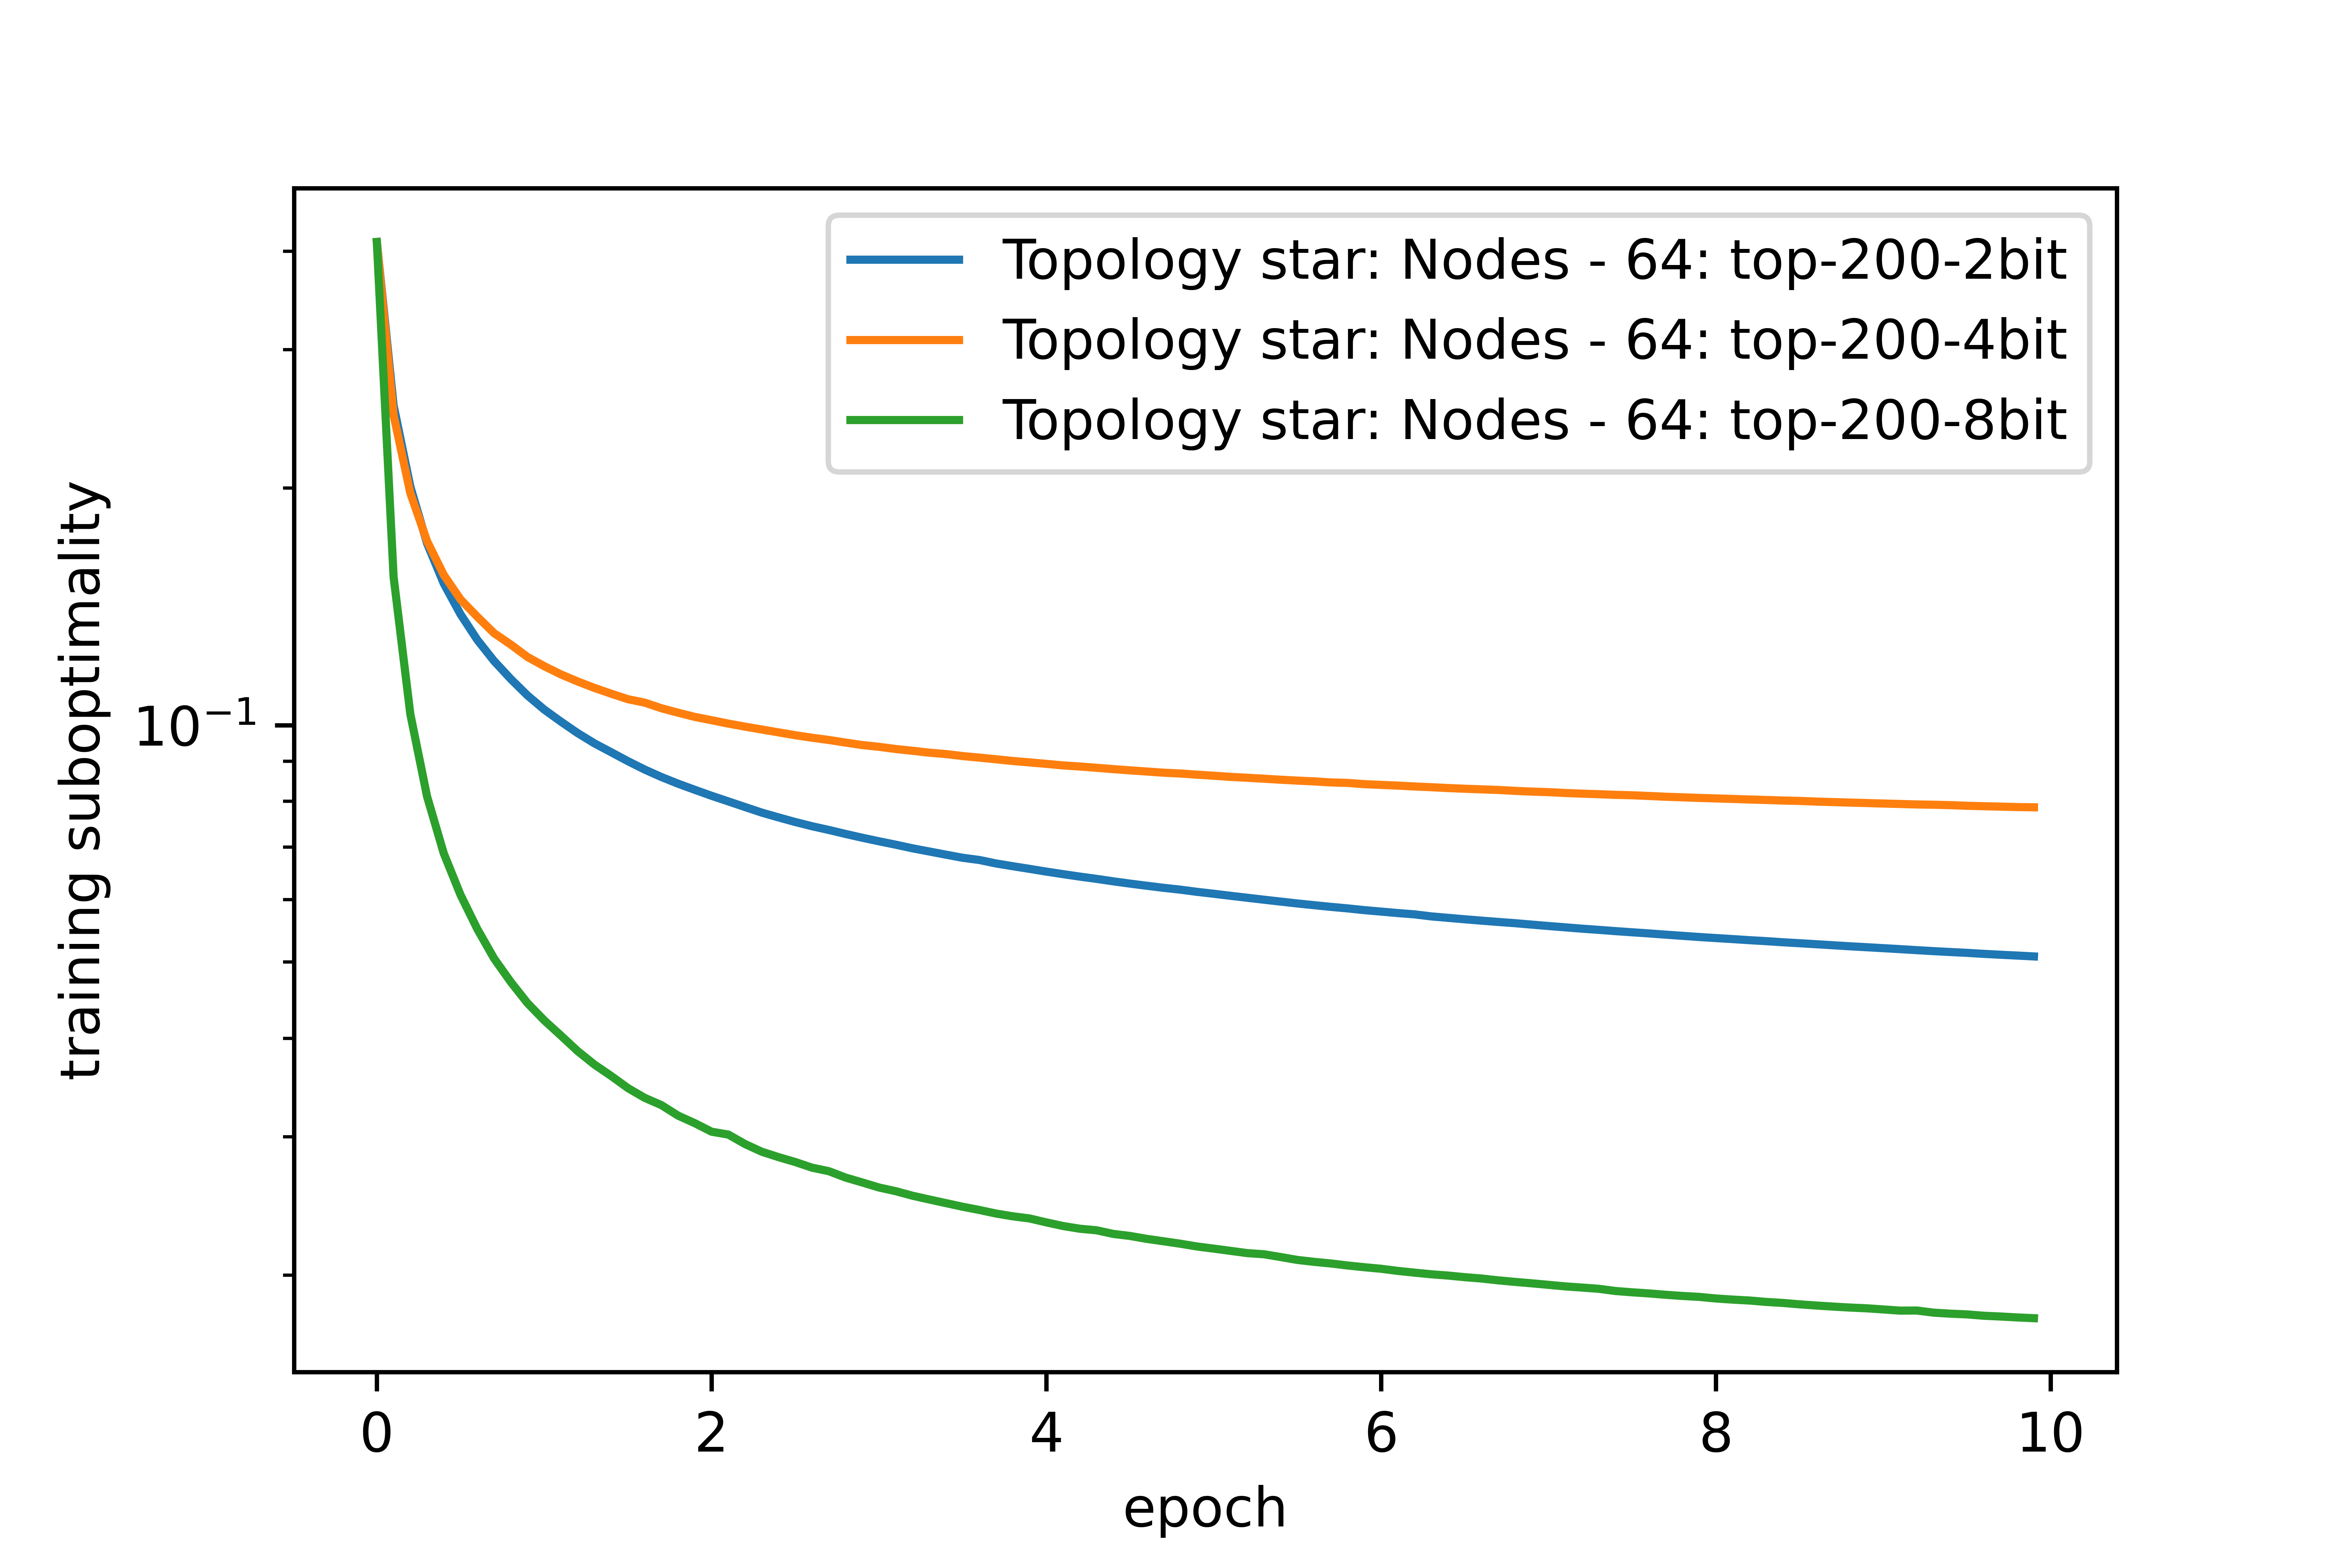 Topology star: Nodes - 64: top-200-2bit
Topology star: Nodes - 64: top-200-4bit
Topology star: Nodes - 64: top-200-8bit
training suboptimality
10⁻¹
0 2 4 6 8 10
epoch